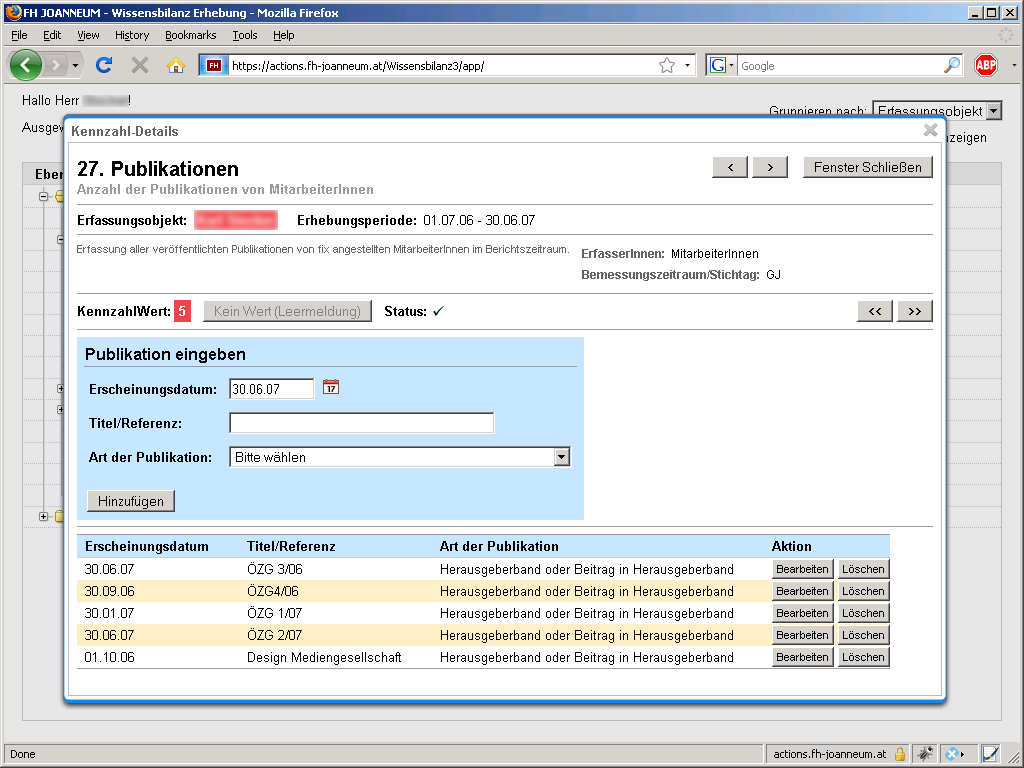 FH JOANNEUM - Wissensbilanz Erhebung - Mozilla Firefox
File Edit View History Bookmarks Tools Help
FH https://actions.fh-joanneum.at/Wissensbilanz3/app/ G Google ABP
Hallo Herr !
Gruppieren nach: Erfassungsobjekt
Ausgew
zeigen
Kennzahl-Details
Eber
27. Publikationen < > Fenster Schließen
Anzahl der Publikationen von MitarbeiterInnen
Erfassungsobjekt: Erhebungsperiode: 01.07.06 - 30.06.07
Erfassung aller veröffentlichten Publikationen von fix angestellten MitarbeiterInnen im Berichtszeitraum.
ErfasserInnen: MitarbeiterInnen
Bemessungszeitraum/Stichtag: GJ
KennzahlWert: 5 Kein Wert (Leermeldung) Status: ✓ << >>
Publikation eingeben
Erscheinungsdatum: 30.06.07 17
Titel/Referenz:
Art der Publikation: Bitte wählen
Hinzufügen
Erscheinungsdatum Titel/Referenz Art der Publikation Aktion
30.06.07 ÖZG 3/06 Herausgeberband oder Beitrag in Herausgeberband Bearbeiten Löschen
30.09.06 ÖZG4/06 Herausgeberband oder Beitrag in Herausgeberband Bearbeiten Löschen
30.01.07 ÖZG 1/07 Herausgeberband oder Beitrag in Herausgeberband Bearbeiten Löschen
30.06.07 ÖZG 2/07 Herausgeberband oder Beitrag in Herausgeberband Bearbeiten Löschen
01.10.06 Design Mediengesellschaft Herausgeberband oder Beitrag in Herausgeberband Bearbeiten Löschen
Done actions.fh-joanneum.at